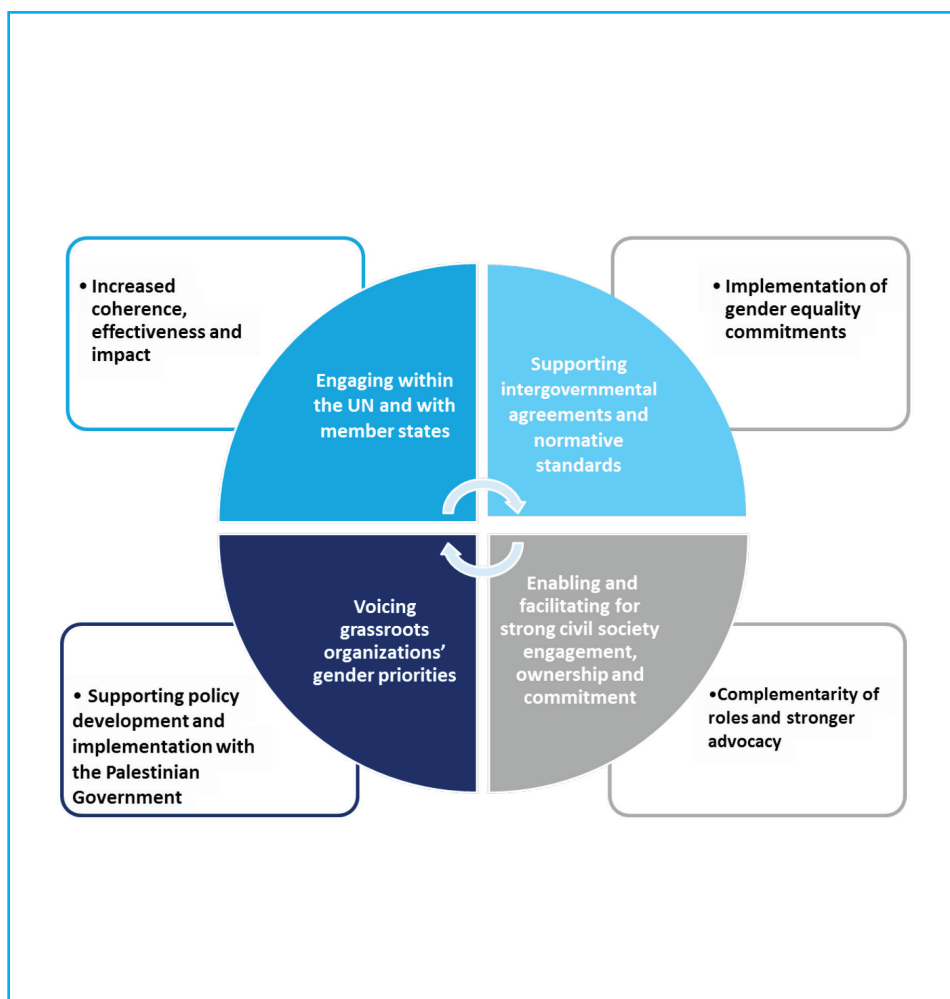 • Increased
coherence,
effectiveness and
impact
Engaging within
the UN and with
member states
Supporting
intergovernmental
agreements and
normative
standards
• Implementation of
gender equality
commitments
• Supporting policy
development and
implementation with
the Palestinian
Government
Voicing
grassroots
organizations’
gender priorities
Enabling and
facilitating for
strong civil society
engagement,
ownership and
commitment
•Complementarity of
roles and stronger
advocacy